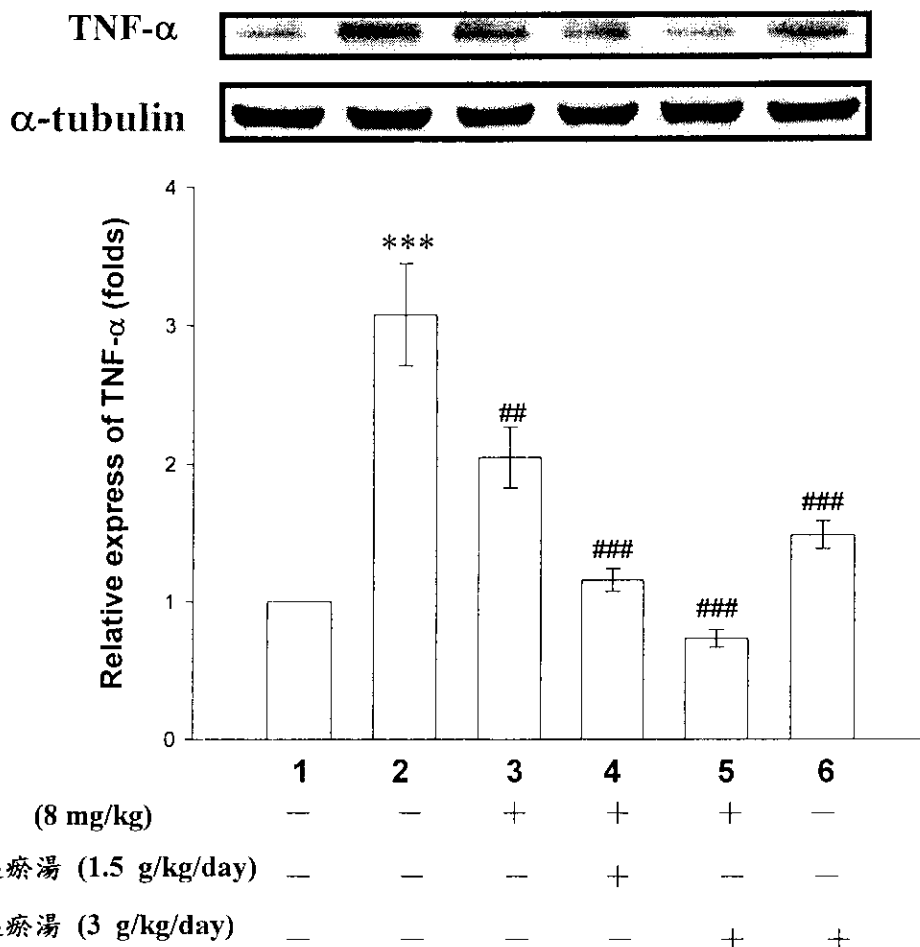 TNF-α
α-tubulin
Relative express of TNF-α (folds)
4
3
2
1
0
***
##
###
###
###
1 2 3 4 5 6
(8 mg/kg) − − + + + −
瘀湯 (1.5 g/kg/day) − − − + − −
瘀湯 (3 g/kg/day) − − − − + +